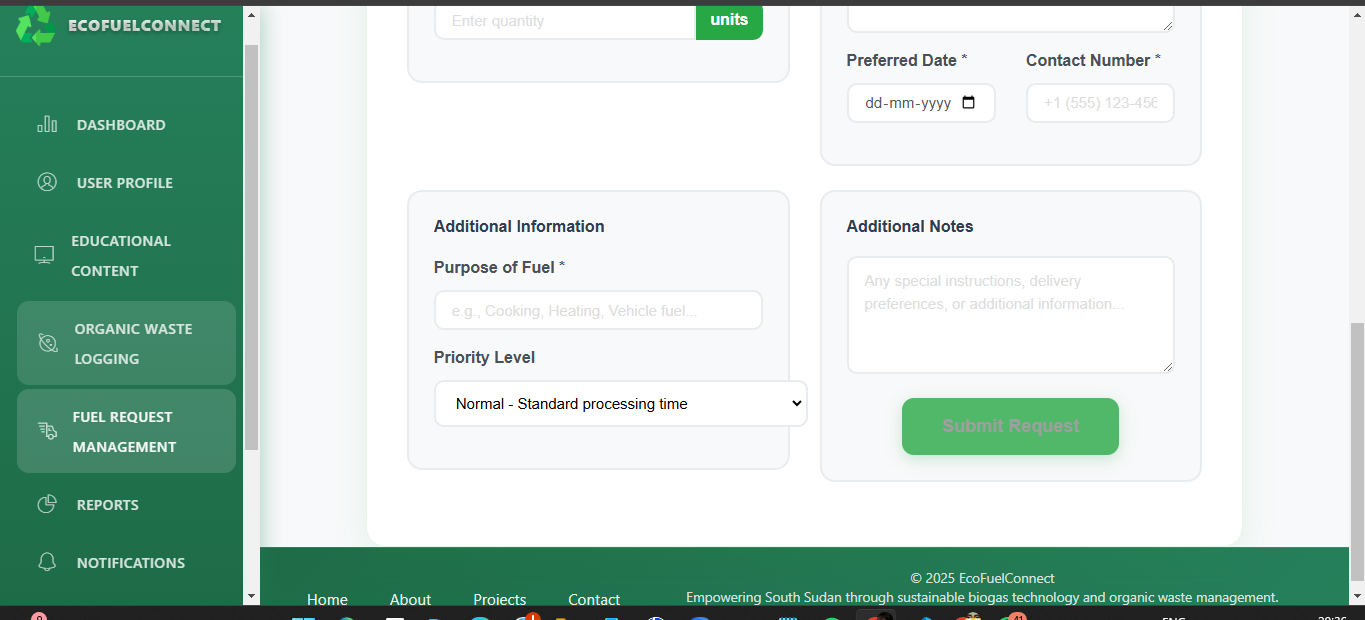 ECOFUELCONNECT
DASHBOARD
USER PROFILE
EDUCATIONAL
CONTENT
ORGANIC WASTE
LOGGING
FUEL REQUEST
MANAGEMENT
REPORTS
NOTIFICATIONS
Enter quantity
units
Preferred Date *
Contact Number *
dd-mm-yyyy
+1 (555) 123-456
Additional Information
Purpose of Fuel *
e.g., Cooking, Heating, Vehicle fuel...
Priority Level
Normal - Standard processing time
Additional Notes
Any special instructions, delivery
preferences, or additional information...
Submit Request
Home
About
Projects
Contact
© 2025 EcoFuelConnect
Empowering South Sudan through sustainable biogas technology and organic waste management.